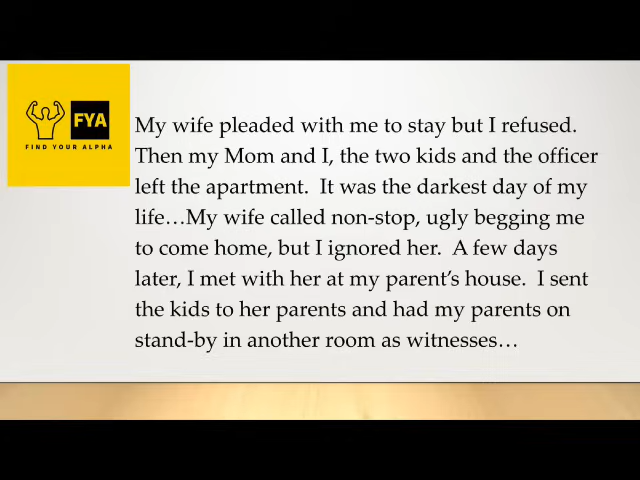 FYA
FIND YOUR ALPHA
My wife pleaded with me to stay but I refused.
Then my Mom and I, the two kids and the officer
left the apartment.  It was the darkest day of my
life…My wife called non-stop, ugly begging me
to come home, but I ignored her.  A few days
later, I met with her at my parent’s house.  I sent
the kids to her parents and had my parents on
stand-by in another room as witnesses…